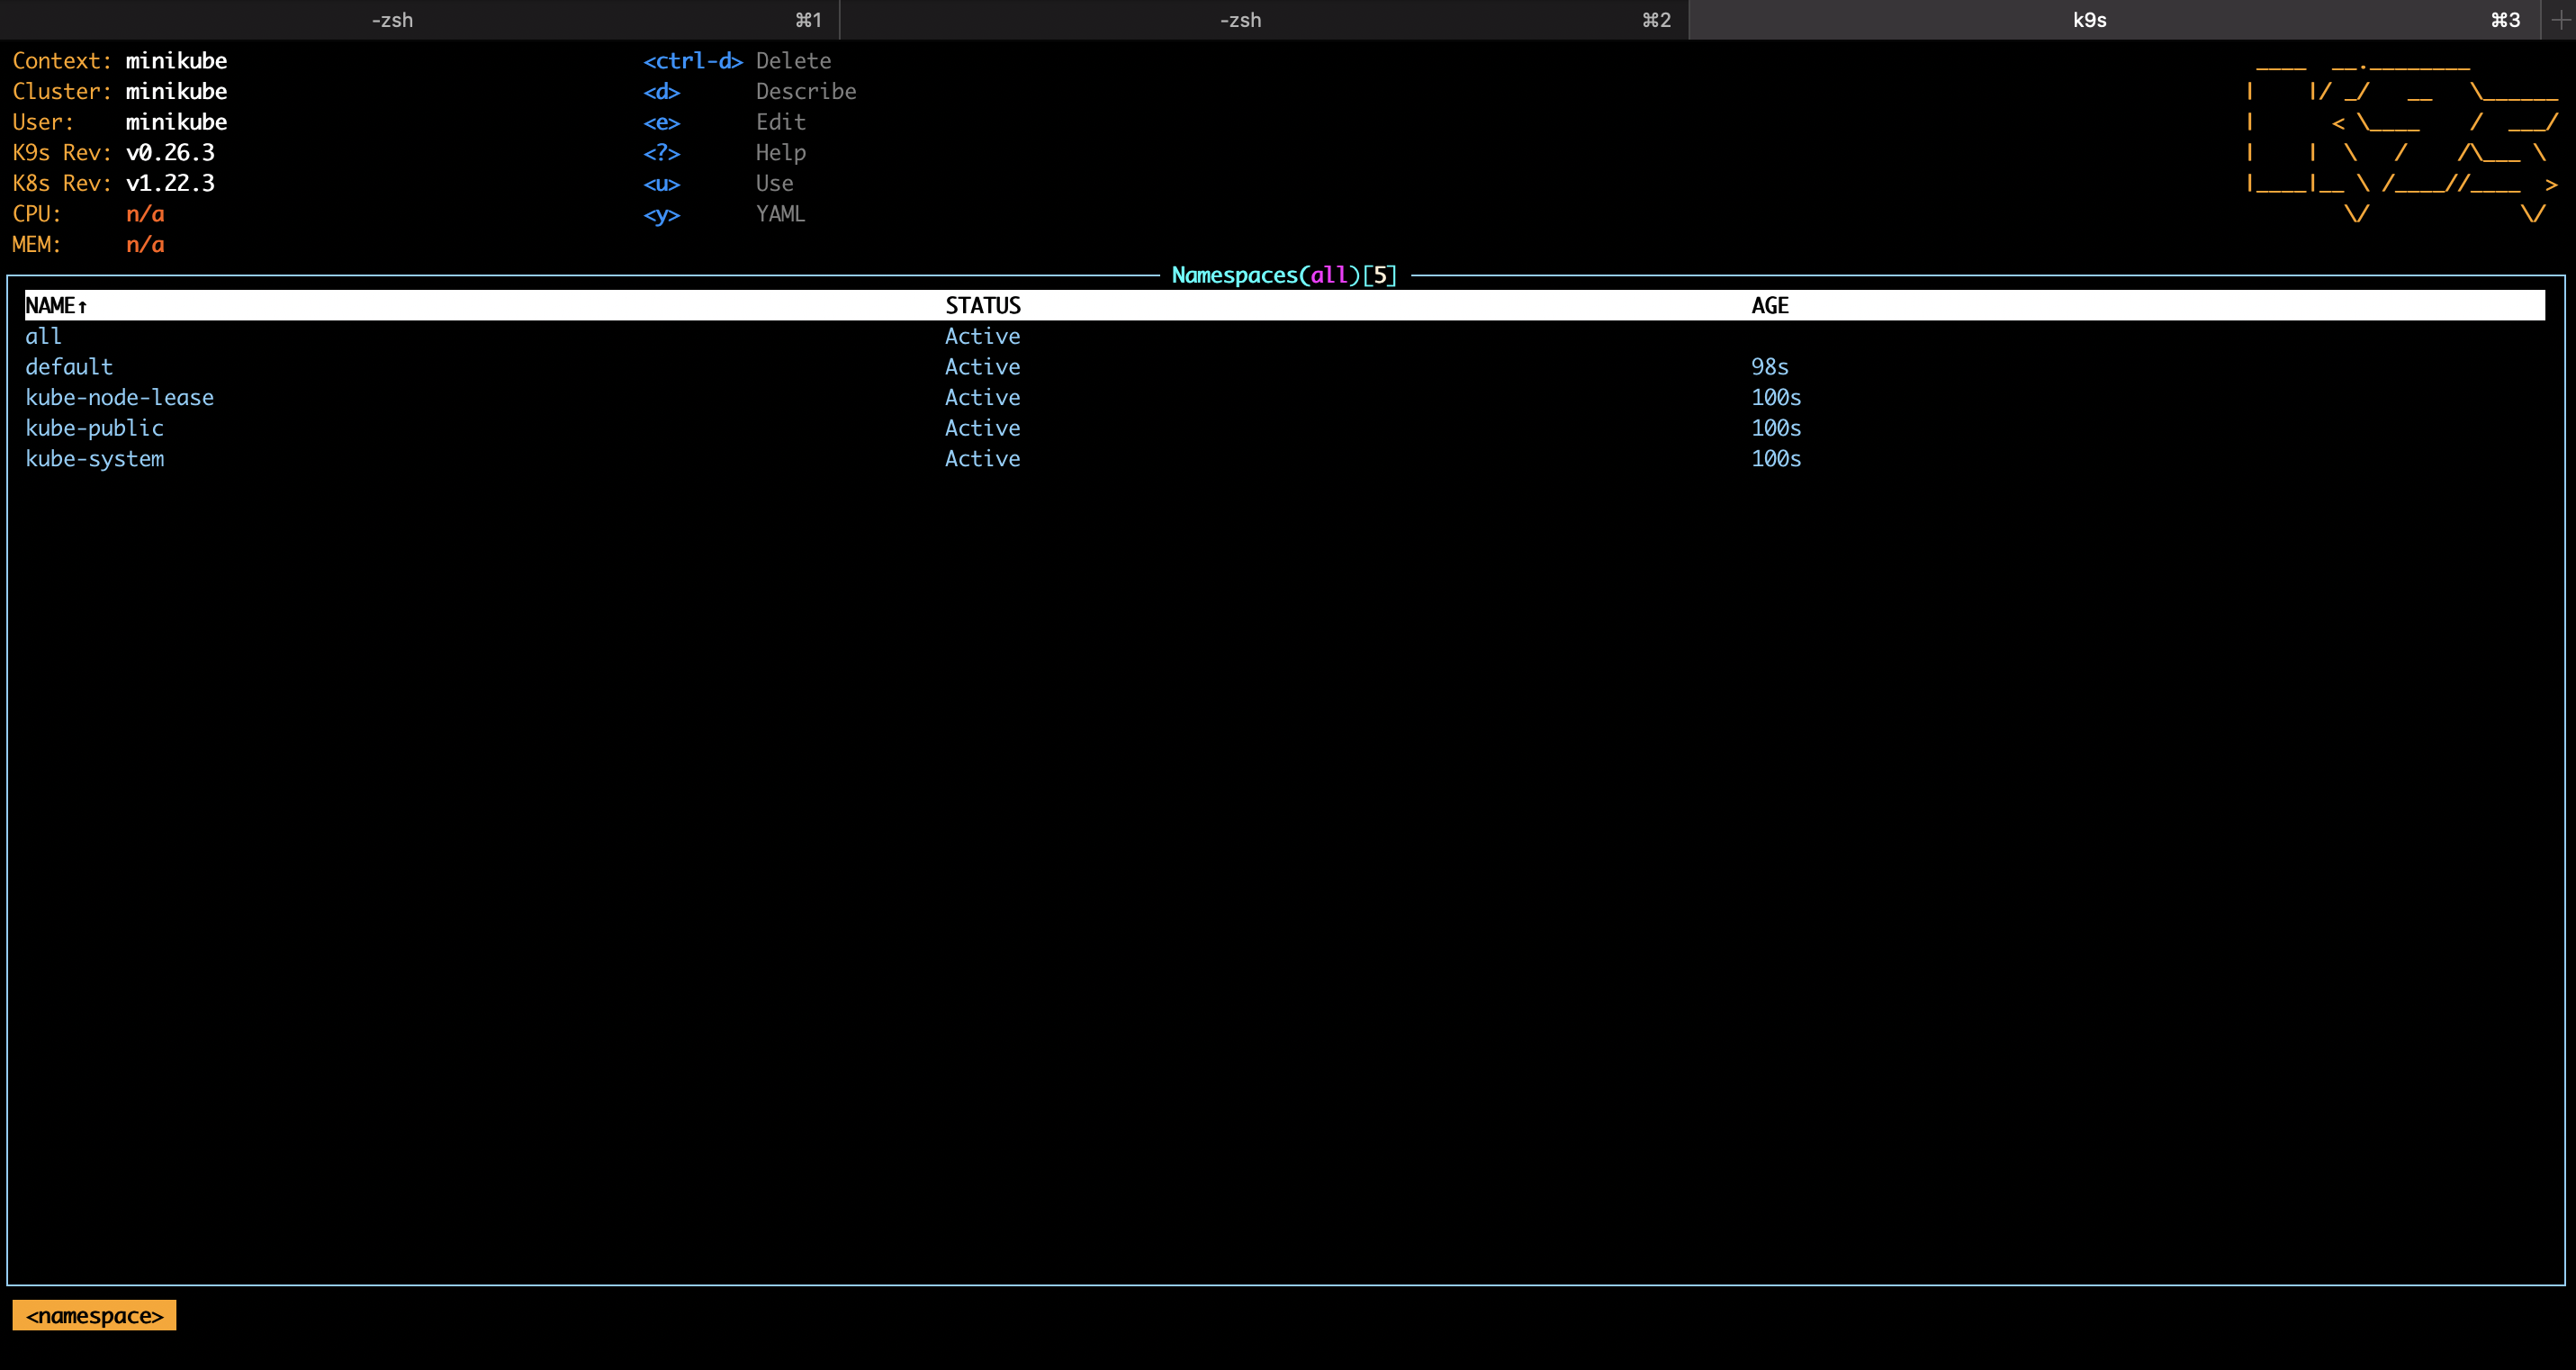 -zsh ⌘1 -zsh ⌘2 k9s ⌘3 +
Context: minikube <ctrl-d> Delete
Cluster: minikube <d> Describe
User: minikube <e> Edit
K9s Rev: v0.26.3 <?> Help
K8s Rev: v1.22.3 <u> Use
CPU: n/a <y> YAML
MEM: n/a
Namespaces(all)[5]
NAME↑ STATUS AGE
all Active
default Active 98s
kube-node-lease Active 100s
kube-public Active 100s
kube-system Active 100s
<namespace>